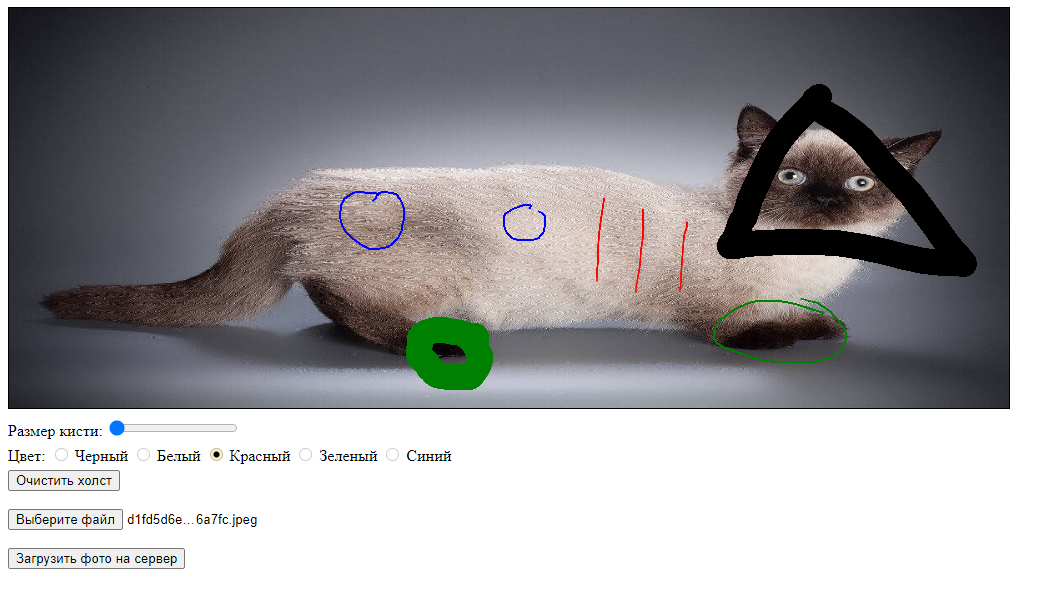 Размер кисти:
Цвет: Черный Белый Красный Зеленый Синий
Очистить холст
Выберите файл d1fd5d6e...6a7fc.jpeg
Загрузить фото на сервер